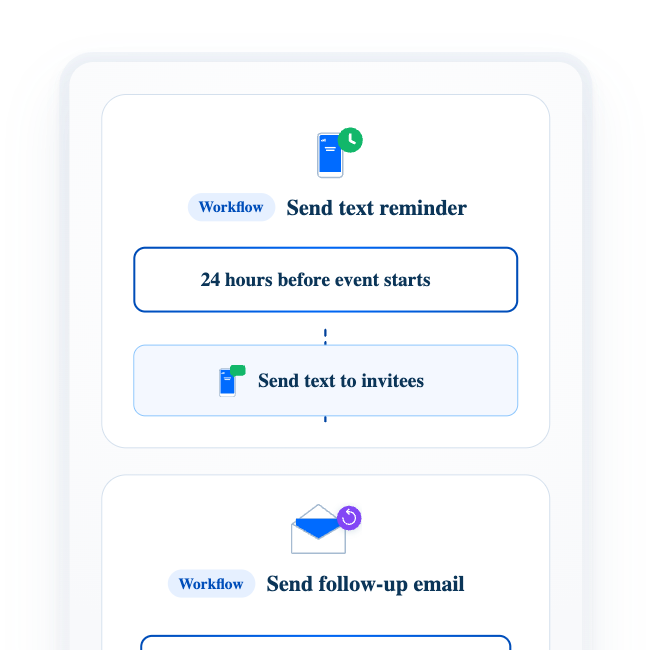 Workflow Send text reminder
24 hours before event starts
Send text to invitees
Workflow Send follow-up email